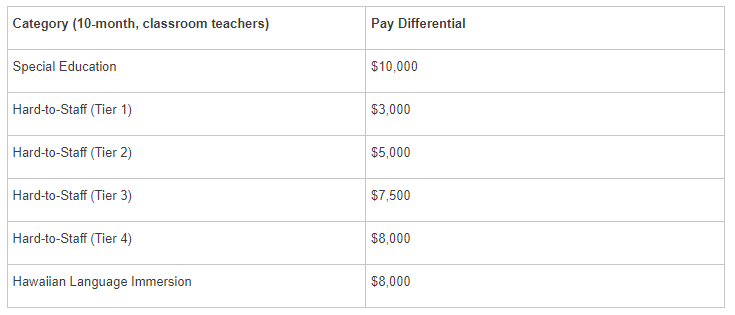 Category (10-month, classroom teachers) Pay Differential
Special Education $10,000
Hard-to-Staff (Tier 1) $3,000
Hard-to-Staff (Tier 2) $5,000
Hard-to-Staff (Tier 3) $7,500
Hard-to-Staff (Tier 4) $8,000
Hawaiian Language Immersion $8,000